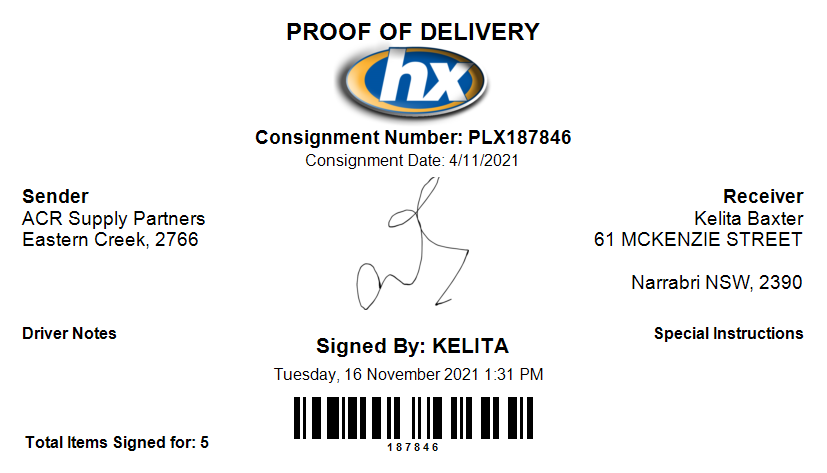 PROOF OF DELIVERY
hx
Consignment Number: PLX187846
Consignment Date: 4/11/2021
Sender
ACR Supply Partners
Eastern Creek, 2766
Receiver
Kelita Baxter
61 MCKENZIE STREET
Narrabri NSW, 2390
Driver Notes
Special Instructions
Signed By: KELITA
Tuesday, 16 November 2021 1:31 PM
187846
Total Items Signed for: 5